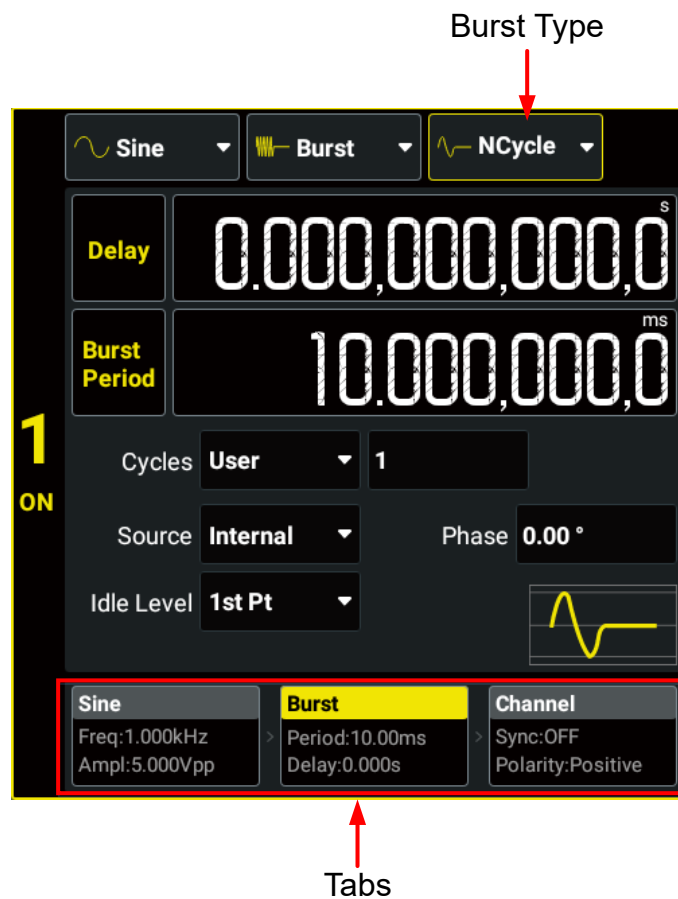 Burst Type
Sine
Burst
NCycle
Delay
0.000,000,000,0
s
Burst
Period
10.000,000,0
ms
1
ON
Cycles
User
1
Source
Internal
Phase
0.00 °
Idle Level
1st Pt
Sine
Freq:1.000kHz
Ampl:5.000Vpp
>
Burst
Period:10.00ms
Delay:0.000s
>
Channel
Sync:OFF
Polarity:Positive
Tabs